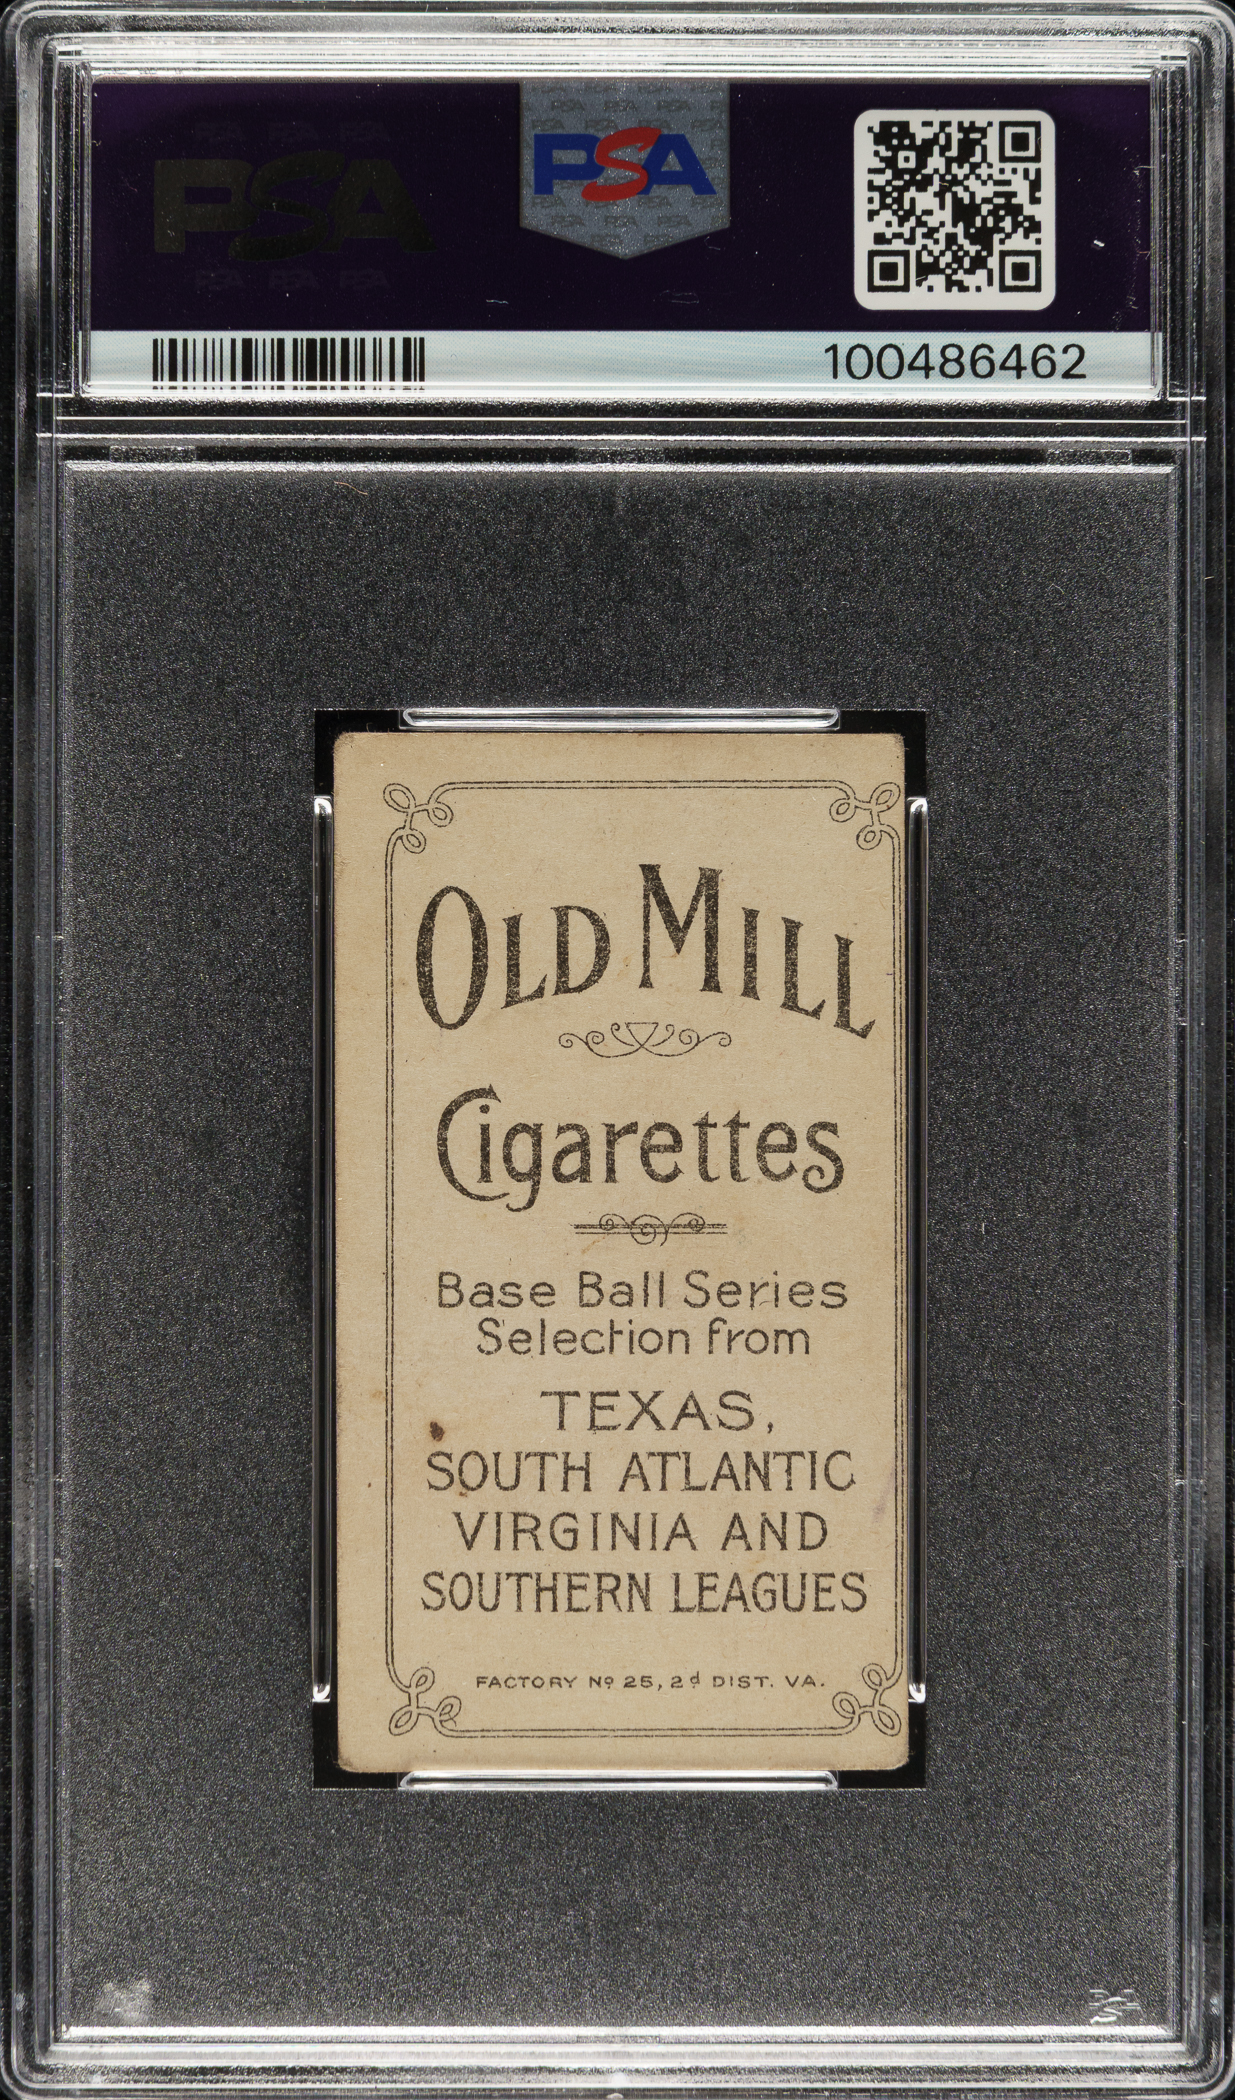 PSA
PSA
100486462
OLD MILL
Cigarettes
Base Ball Series
Selection from
TEXAS,
SOUTH ATLANTIC
VIRGINIA AND
SOUTHERN LEAGUES
FACTORY Nº 25, 2d DIST. VA.